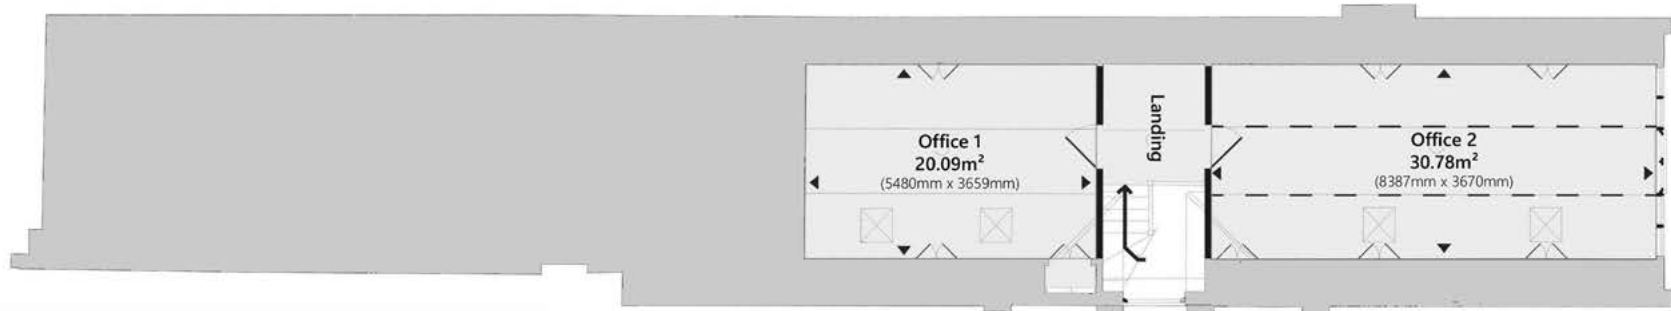 Office 1
20.09m²
(5480mm x 3659mm)
Landing
Office 2
30.78m²
(8387mm x 3670mm)